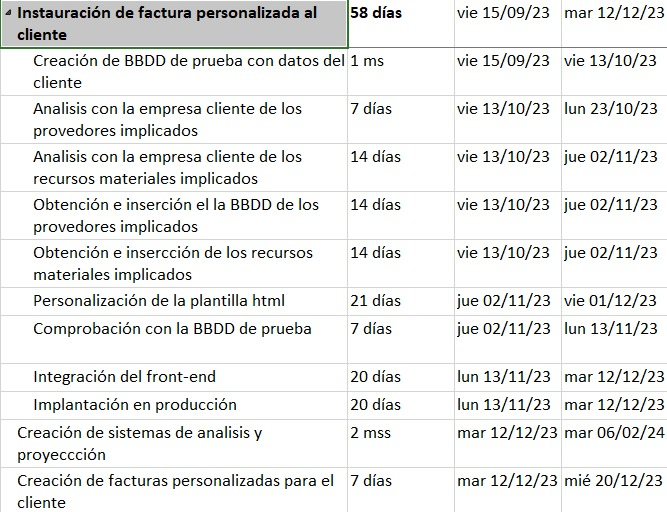 Instauración de factura personalizada al 58 días vie 15/09/23 mar 12/12/23
cliente
Creación de BBDD de prueba con datos del 1 ms vie 15/09/23 vie 13/10/23
cliente
Analisis con la empresa cliente de los 7 días vie 13/10/23 lun 23/10/23
provedores implicados
Analisis con la empresa cliente de los 14 días vie 13/10/23 jue 02/11/23
recursos materiales implicados
Obtención e inserción el la BBDD de los 14 días vie 13/10/23 jue 02/11/23
provedores implicados
Obtención e insercción de los recursos 14 días vie 13/10/23 jue 02/11/23
materiales implicados
Personalización de la plantilla html 21 días jue 02/11/23 vie 01/12/23
Comprobación con la BBDD de prueba 7 días jue 02/11/23 lun 13/11/23
Integración del front-end 20 días lun 13/11/23 mar 12/12/23
Implantación en producción 20 días lun 13/11/23 mar 12/12/23
Creación de sistemas de analisis y 2 mss mar 12/12/23 mar 06/02/24
proyeccción
Creación de facturas personalizadas para el 7 días mar 12/12/23 mié 20/12/23
cliente